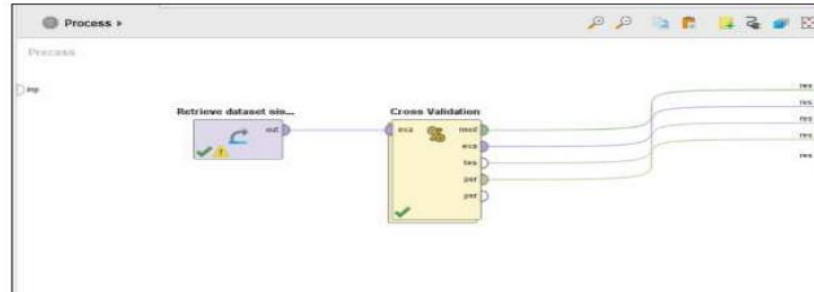 Process
Process
inp
Retrieve dataset sis...
out
Cross Validation
exa
mod
exa
tes
per
per
res
res
res
res
res